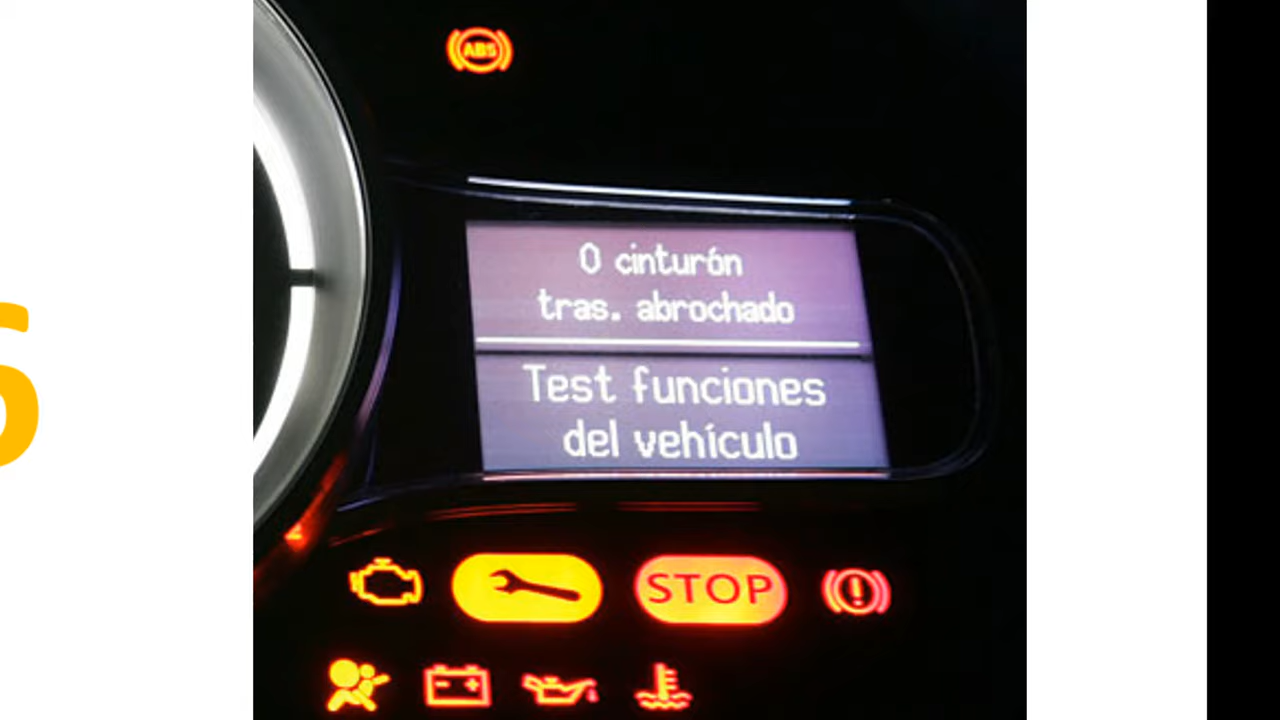 ABS
0 cinturón
tras. abrochado
Test funciones
del vehículo
STOP